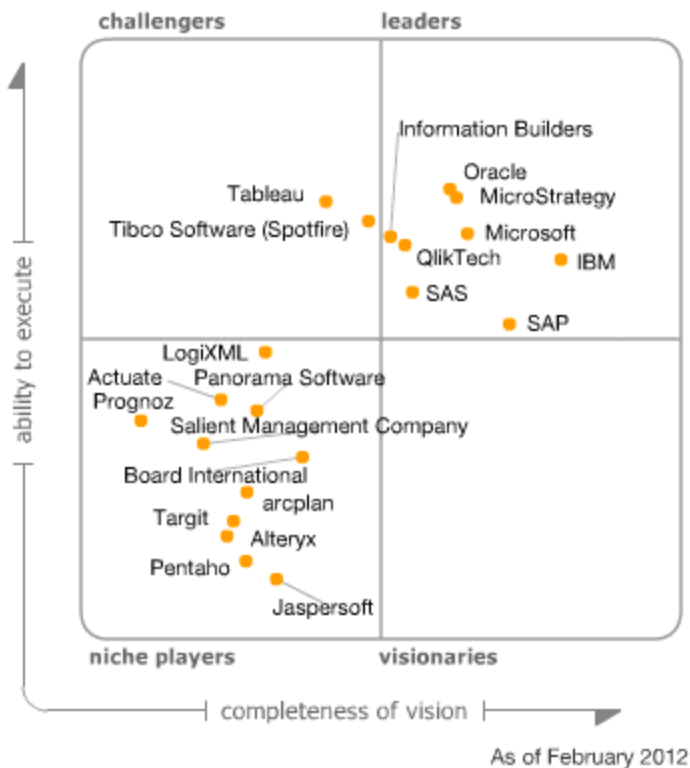 challengers
leaders
Information Builders
Oracle
Tableau
MicroStrategy
Tibco Software (Spotfire)
Microsoft
QlikTech
IBM
SAS
SAP
ability to execute
LogiXML
Actuate
Panorama Software
Prognoz
Salient Management Company
Board International
arcplan
Targit
Alteryx
Pentaho
Jaspersoft
niche players
visionaries
completeness of vision
As of February 2012